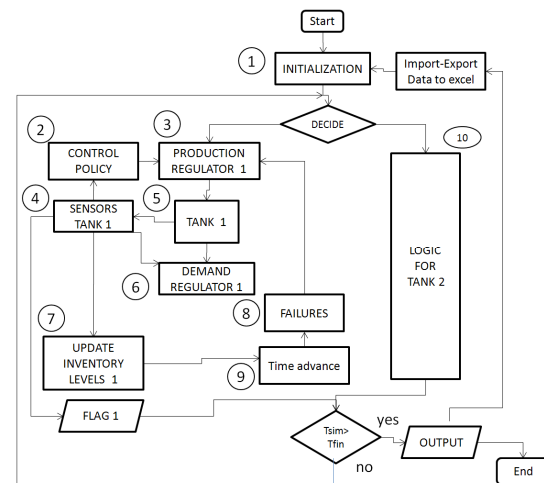 Start
1
INITIALIZATION
Import-Export
Data to excel
DECIDE
2
3
10
CONTROL
POLICY
PRODUCTION
REGULATOR 1
4
5
SENSORS
TANK 1
TANK 1
LOGIC
FOR
TANK 2
6
DEMAND
REGULATOR 1
7
8
FAILURES
UPDATE
INVENTORY
LEVELS 1
9
Time advance
FLAG 1
Tsim>
Tfin
yes
OUTPUT
no
End